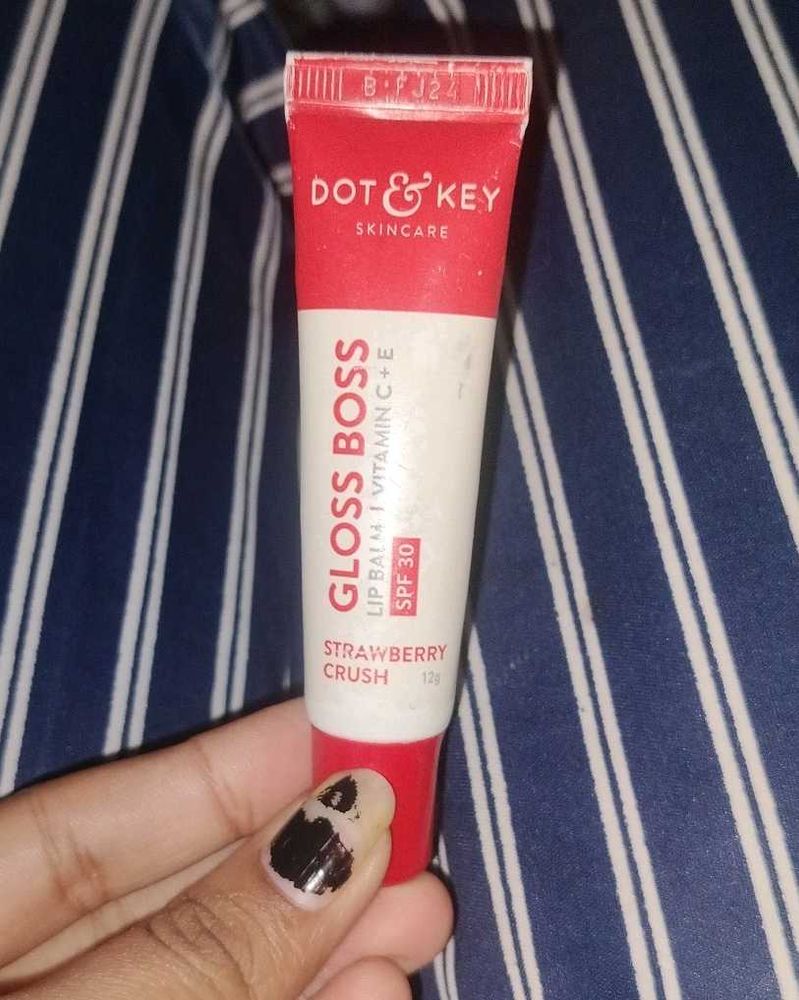 B.FJ24
DOT & KEY
SKINCARE
GLOSS BOSS
LIP BALM | VITAMIN C + E
SPF 30
STRAWBERRY
CRUSH
12g